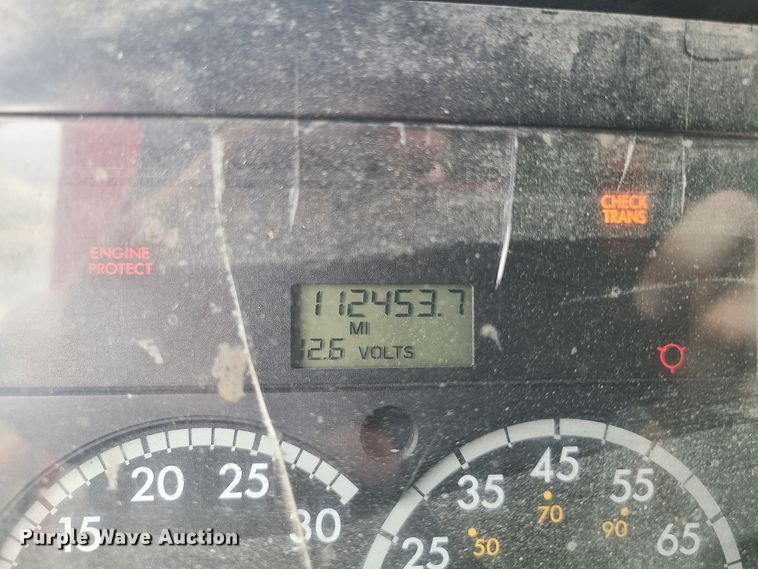 CHECK
TRANS
ENGINE
PROTECT
112453.7
MI
12.6 VOLTS
15 20 25 30
25 35 45 55 65
50 70 90
Purple Wave Auction